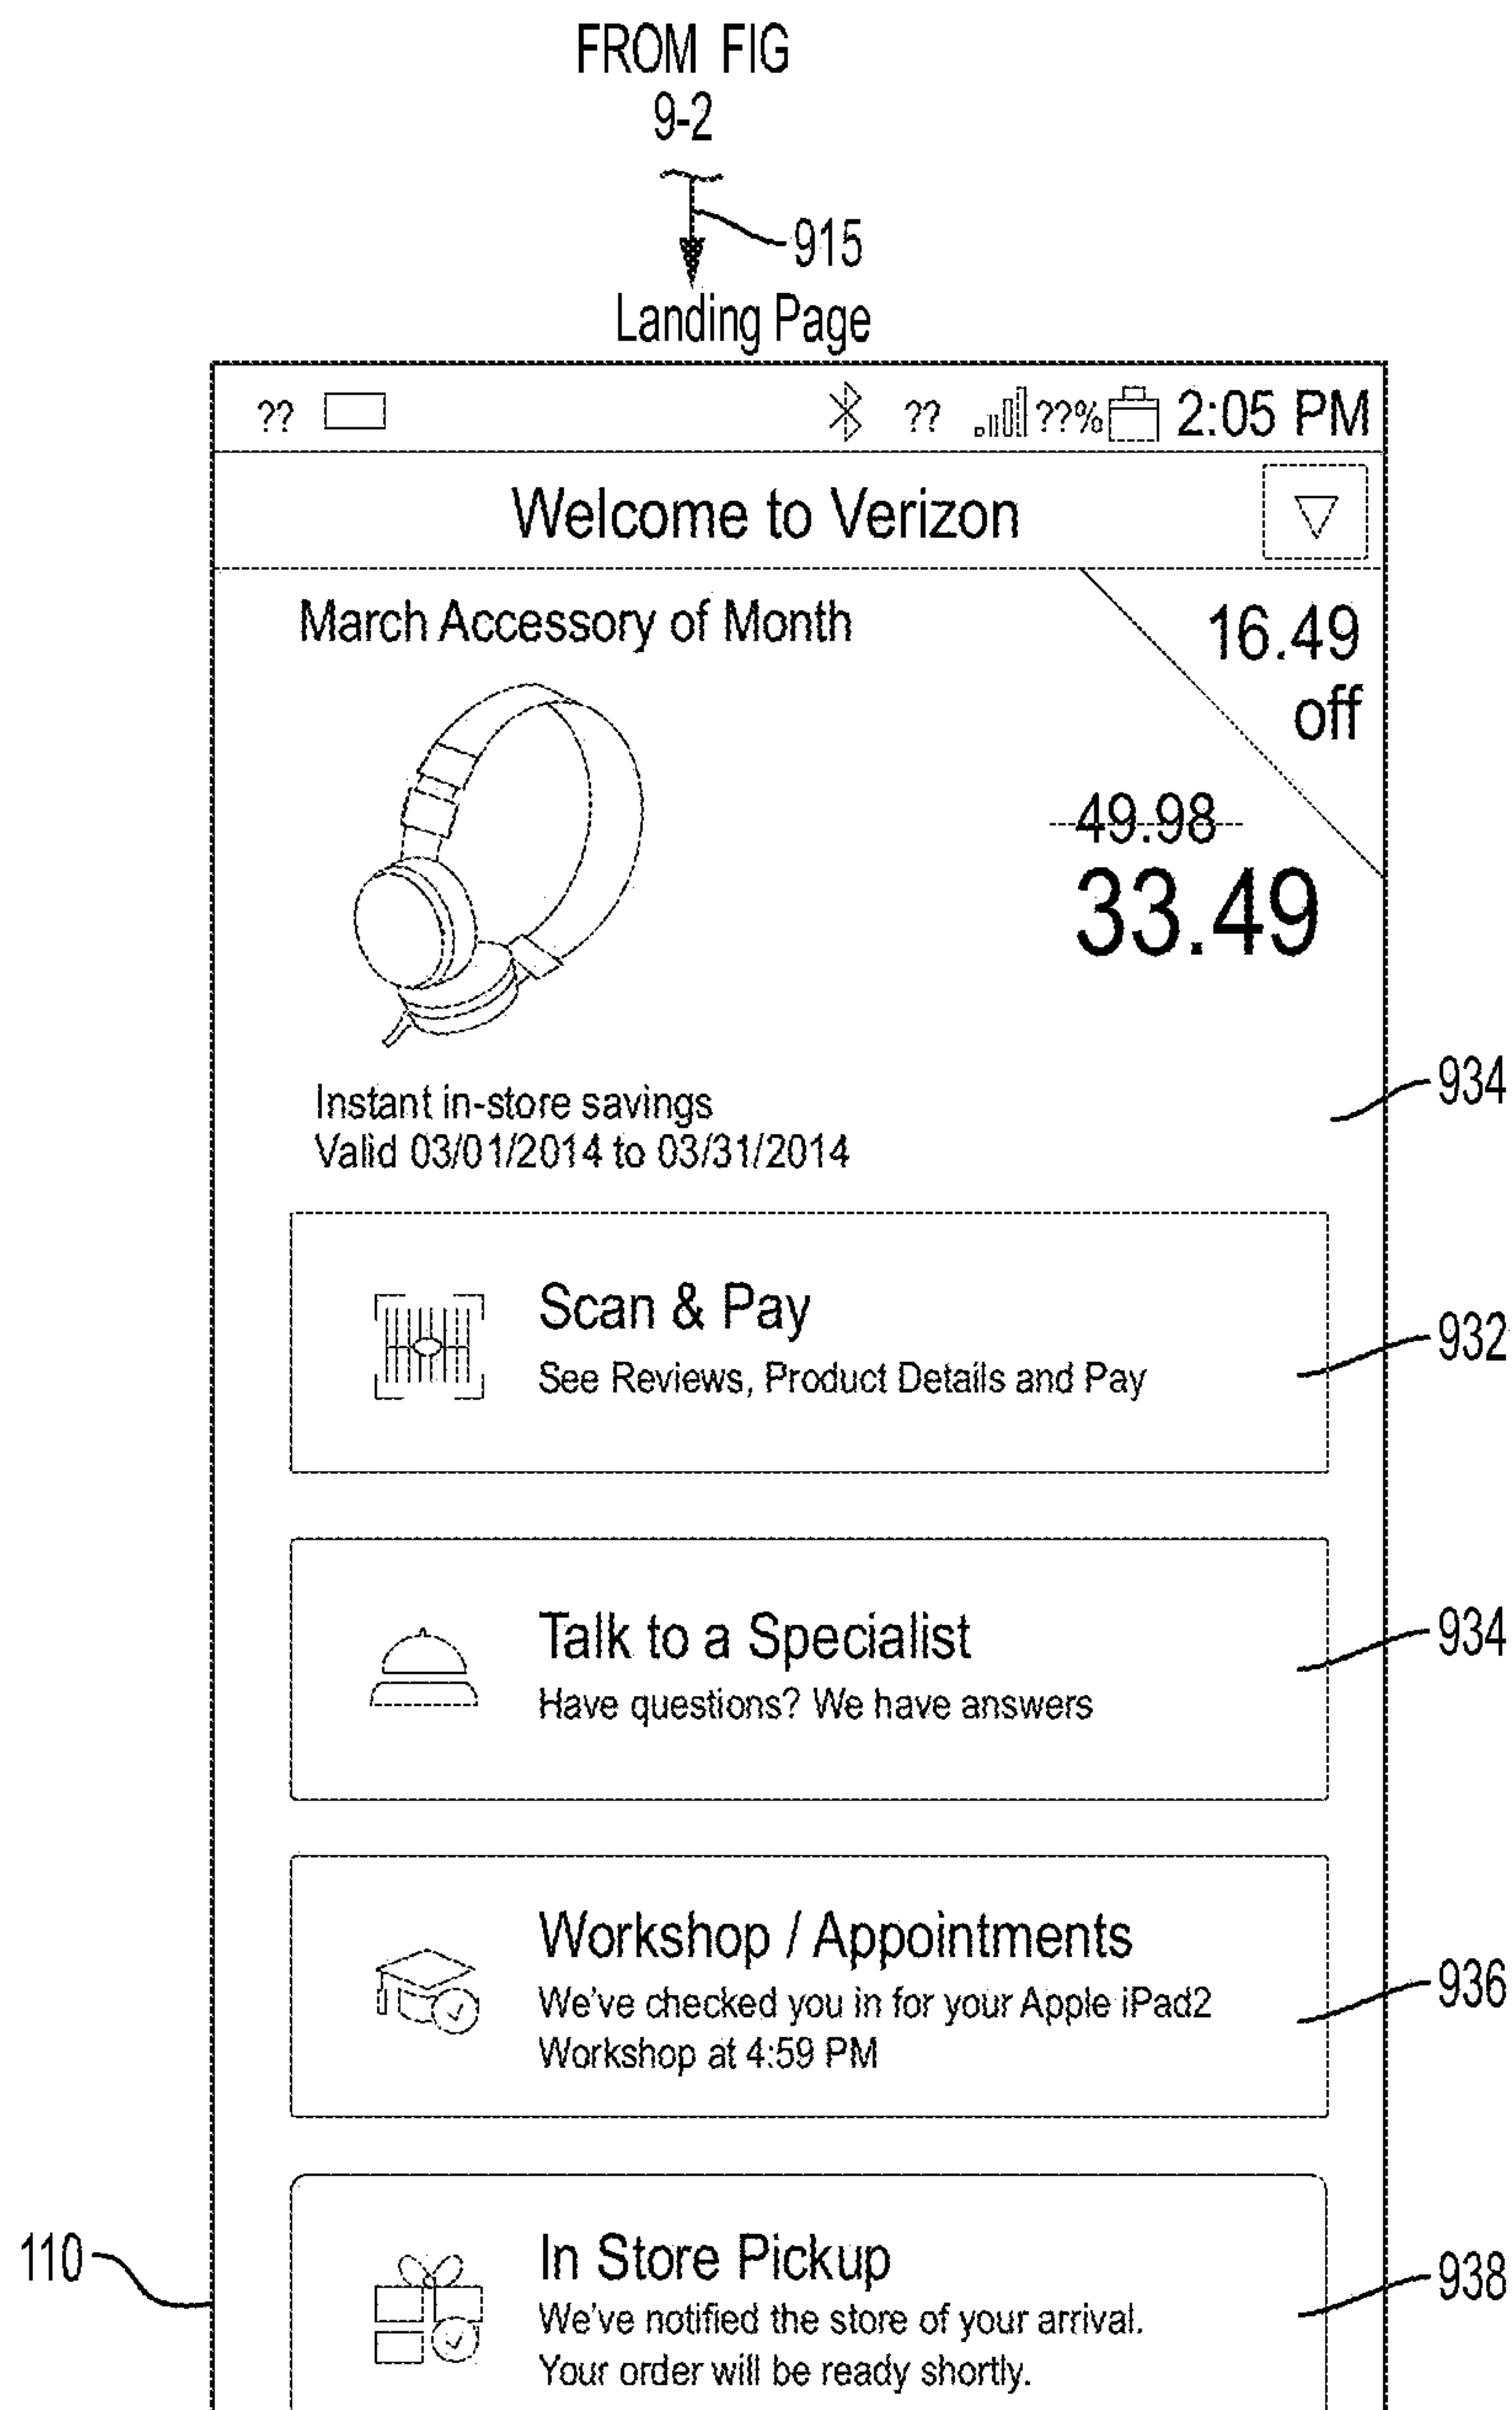 FROM FIG
9-2
915
Landing Page
?? ?? ??% 2:05 PM
Welcome to Verizon
March Accessory of Month
16.49
off
49.98
33.49
934
Instant in-store savings
Valid 03/01/2014 to 03/31/2014
Scan & Pay
See Reviews, Product Details and Pay
932
Talk to a Specialist
Have questions? We have answers
934
Workshop / Appointments
We've checked you in for your Apple iPad2
Workshop at 4:59 PM
936
110
In Store Pickup
We've notified the store of your arrival.
Your order will be ready shortly.
938